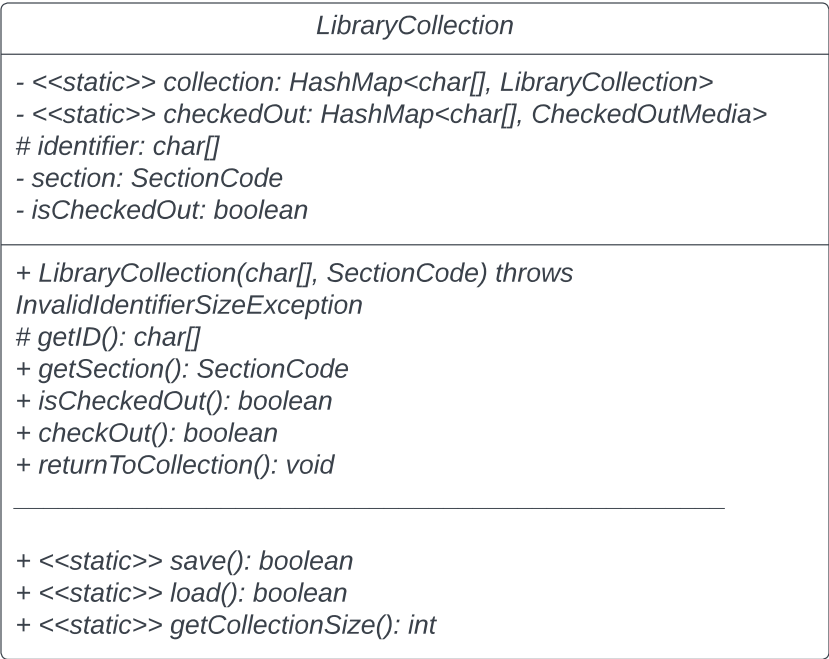 LibraryCollection
- <<static>> collection: HashMap<char[], LibraryCollection>
- <<static>> checkedOut: HashMap<char[], CheckedOutMedia>
# identifier: char[]
- section: SectionCode
- isCheckedOut: boolean
+ LibraryCollection(char[], SectionCode) throws
InvalidIdentifierSizeException
# getID(): char[]
+ getSection(): SectionCode
+ isCheckedOut(): boolean
+ checkOut(): boolean
+ returnToCollection(): void
+ <<static>> save(): boolean
+ <<static>> load(): boolean
+ <<static>> getCollectionSize(): int